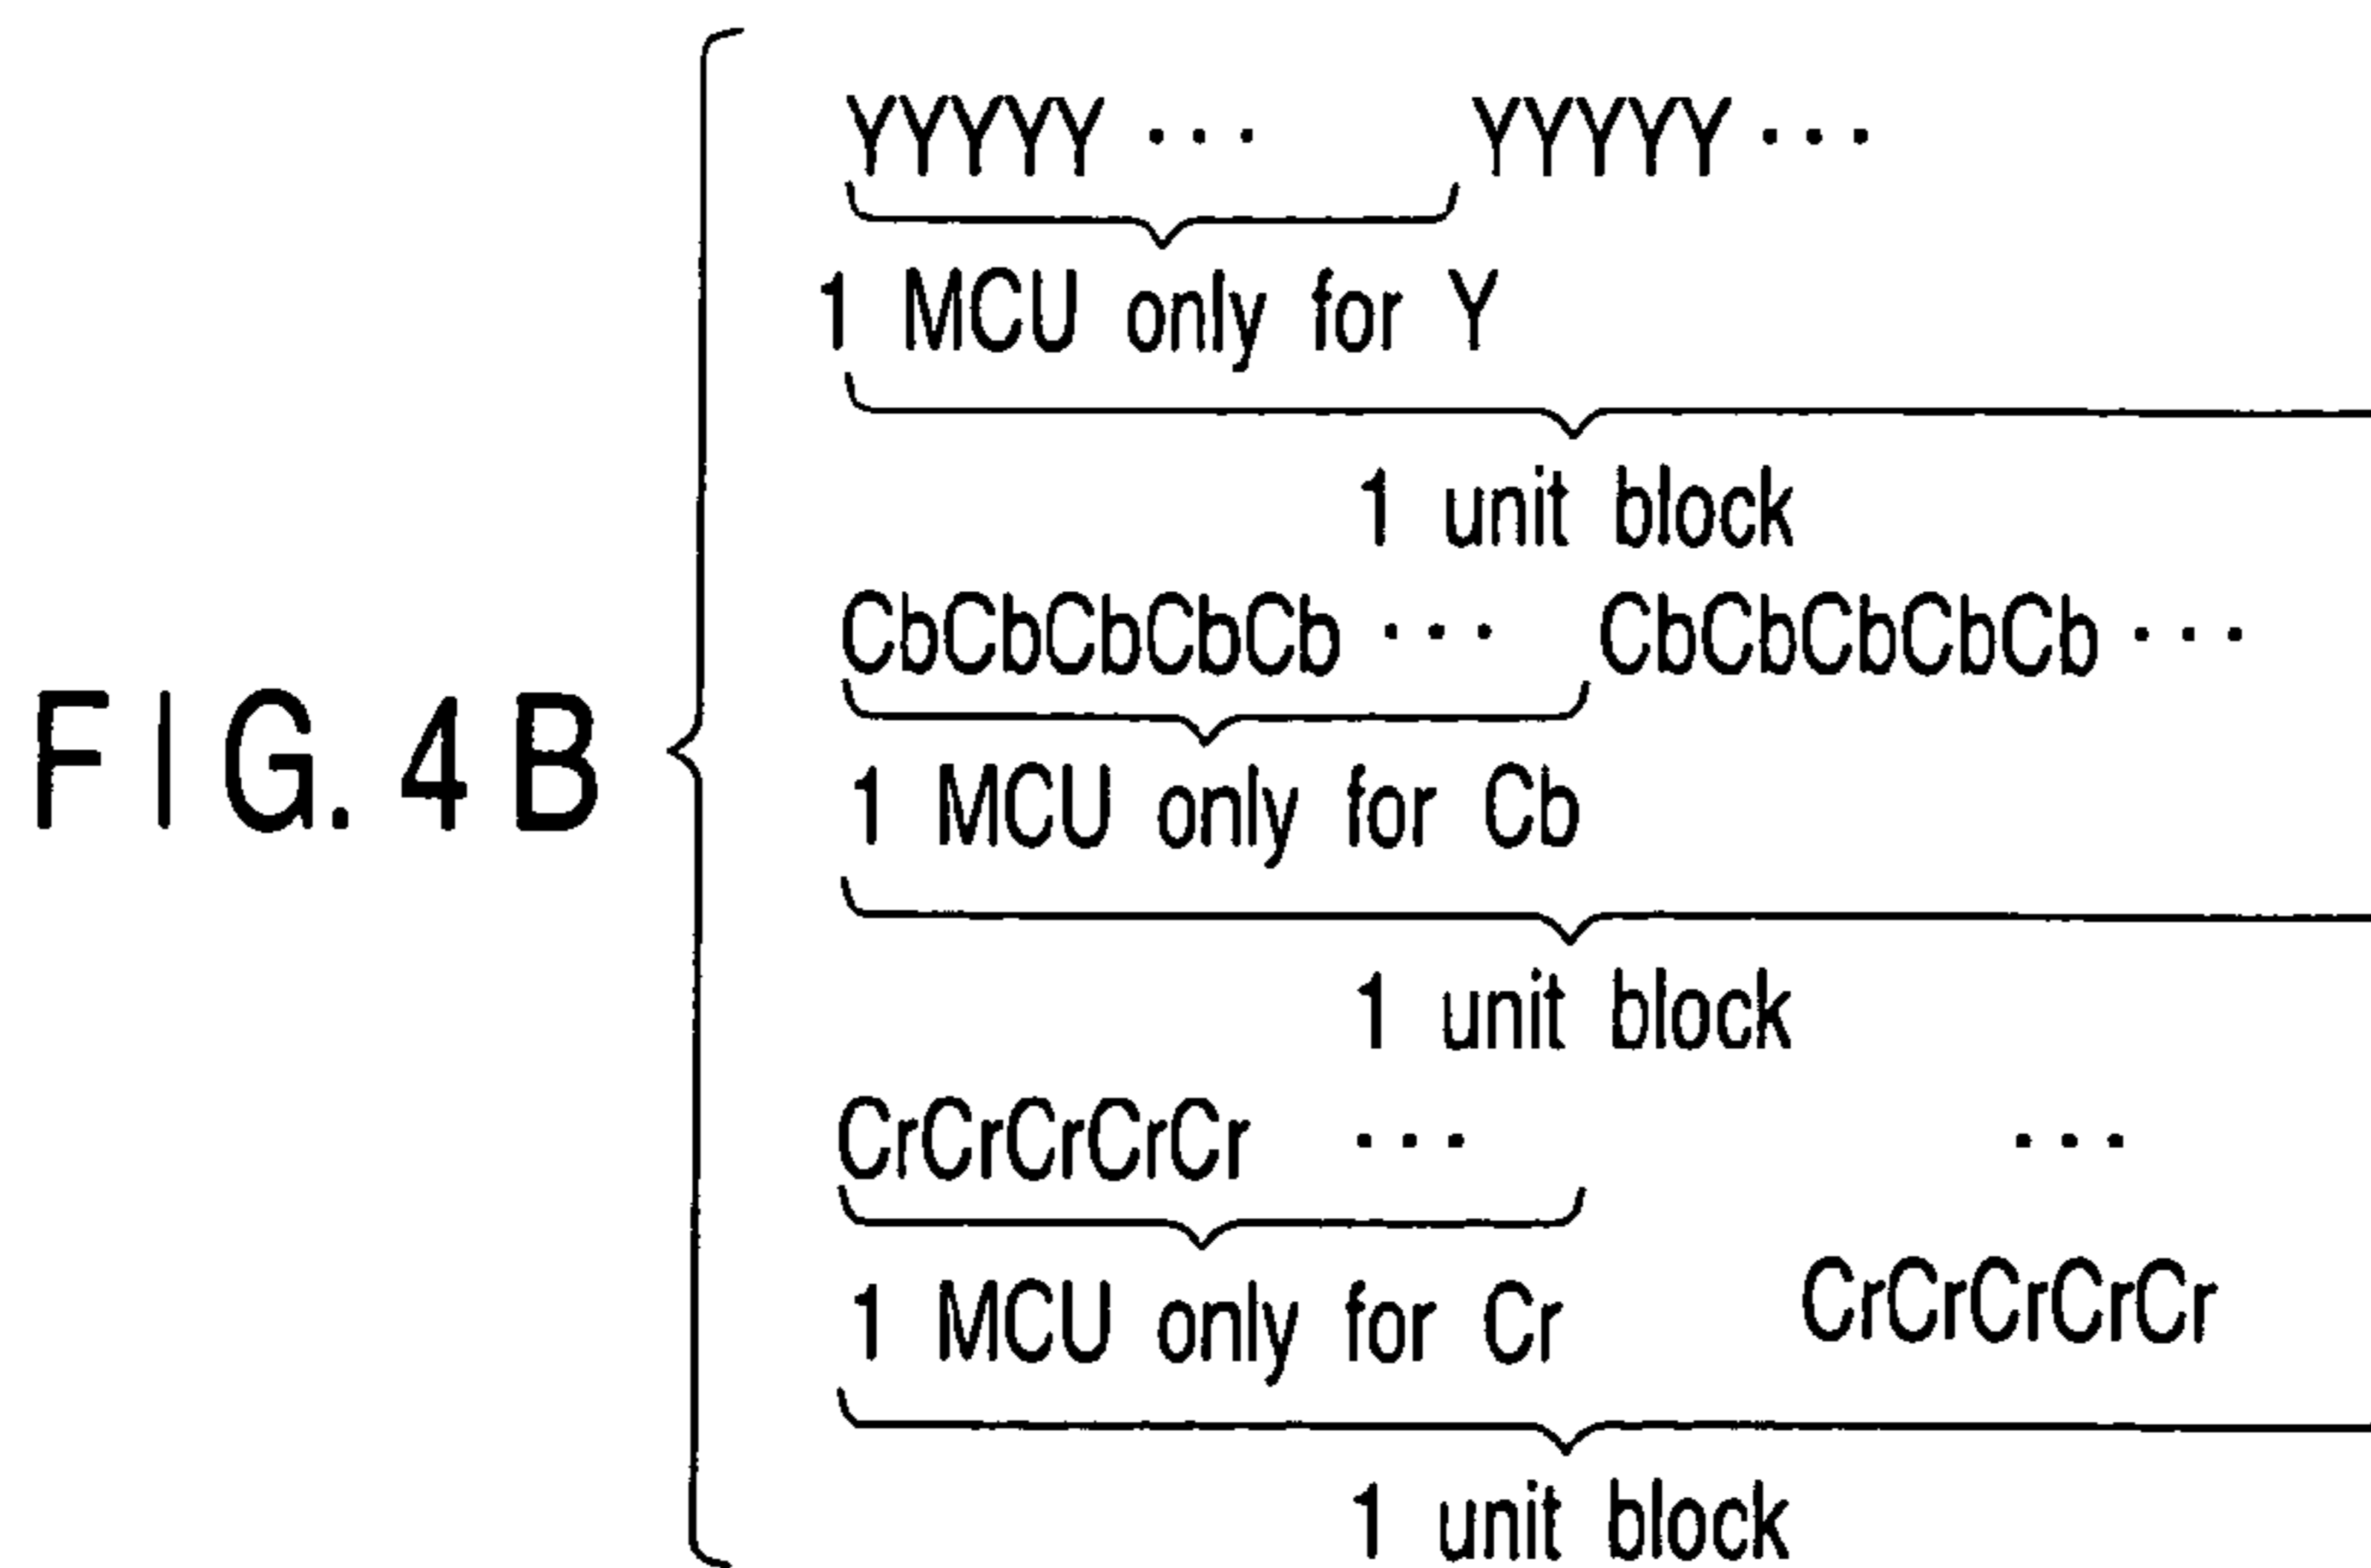 YYYYY ··· YYYYY ···
1 MCU only for Y
1 unit block
CbCbCbCbCb ··· CbCbCbCbCb ···
FIG. 4B
1 MCU only for Cb
1 unit block
CrCrCrCrCr ··· ···
1 MCU only for Cr CrCrCrCrCr
1 unit block